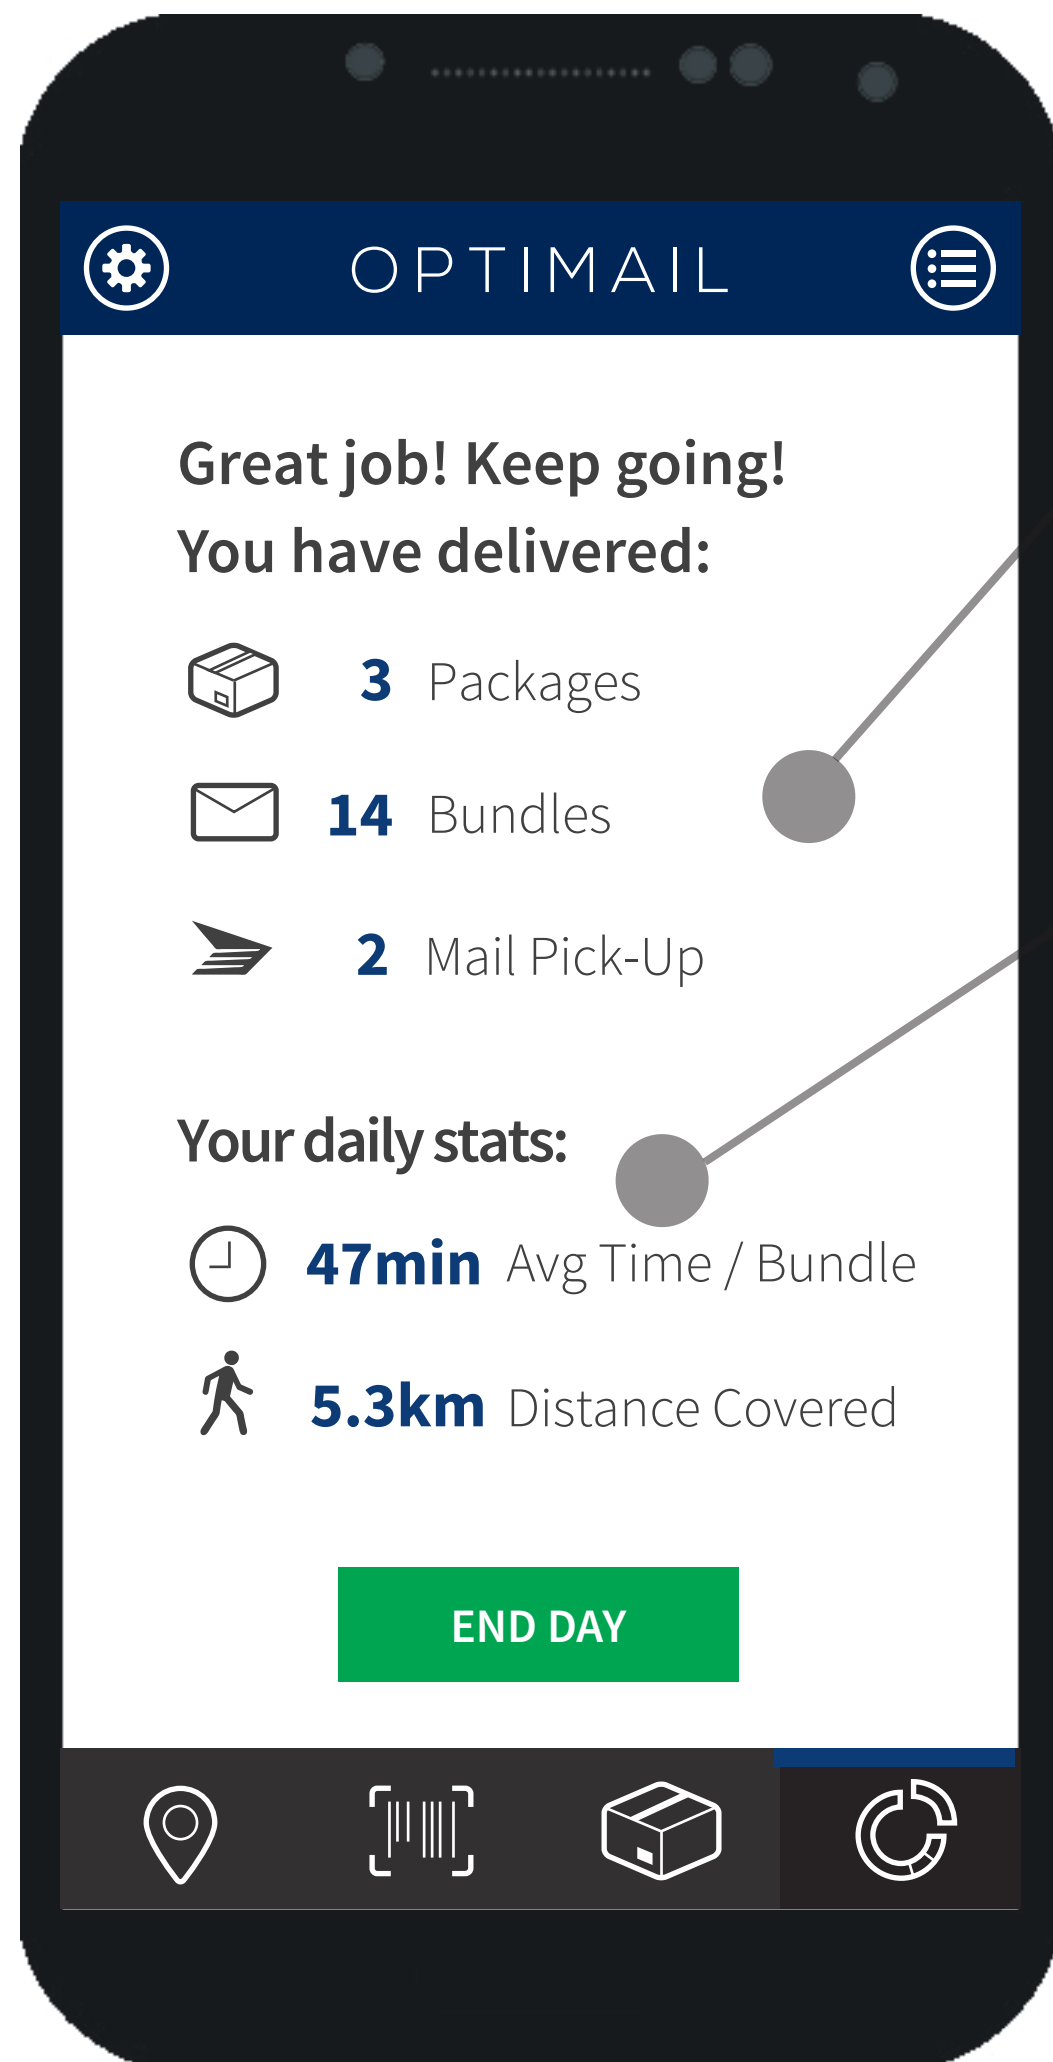 OPTIMAIL
Great job! Keep going!
You have delivered:
3 Packages
14 Bundles
2 Mail Pick-Up
Your daily stats:
47min Avg Time / Bundle
5.3km Distance Covered
END DAY